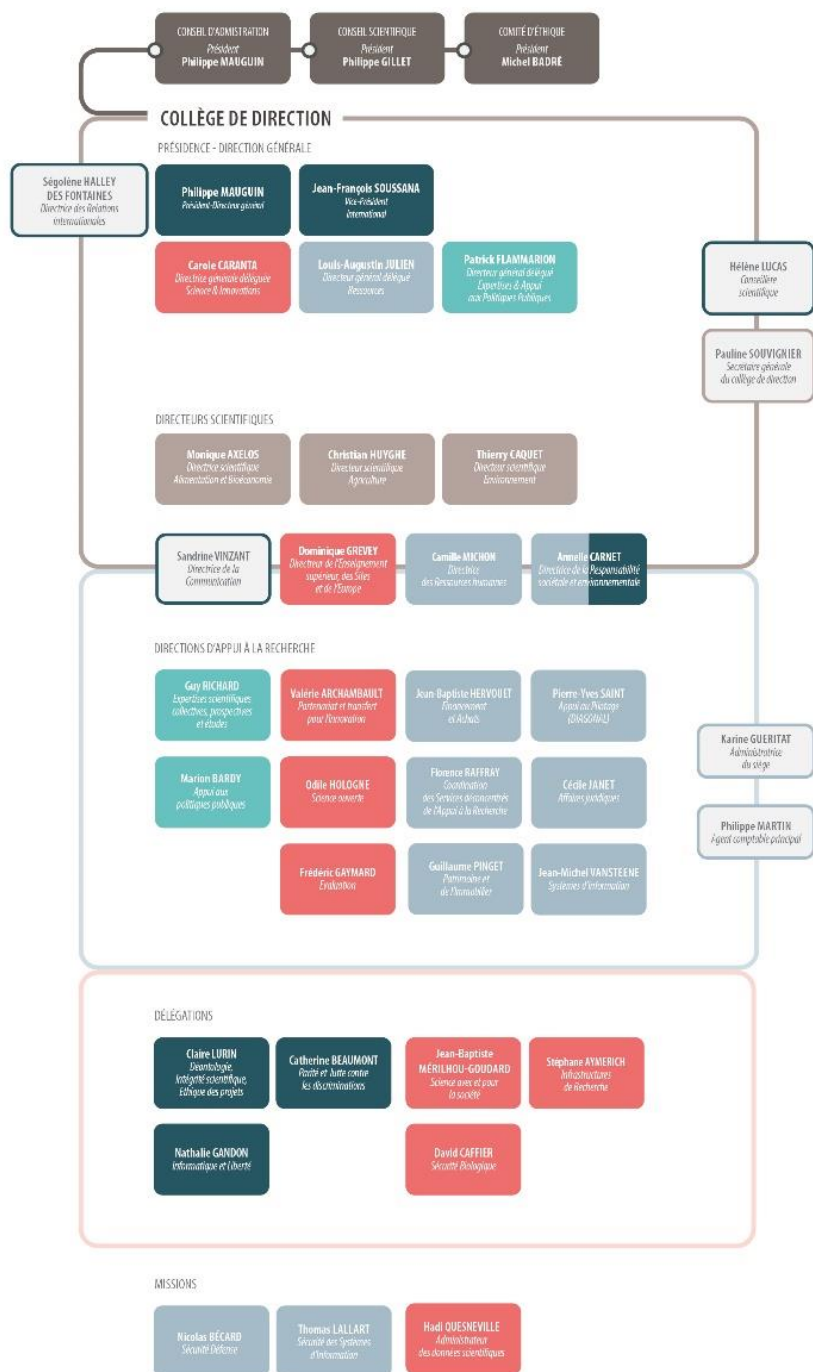 CONSEIL D'ADMISTRATION
Président
Philippe MAUGUIN
CONSEIL SCIENTIFIQUE
Président
Philippe GILLET
COMITÉ D'ÉTHIQUE
Président
Michel BADRÉ
COLLÈGE DE DIRECTION
PRÉSIDENCE - DIRECTION GÉNÉRALE
Ségolène HALLEY
DES FONTAINES
Directrice des Relations
internationales
Philippe MAUGUIN
Président-Directeur général
Jean-François SOUSSANA
Vice-Président
International
Carole CARANTA
Directrice générale déléguée
Science & Innovations
Louis-Augustin JULIEN
Directeur général délégué
Ressources
Patrick FLAMMARION
Directeur général délégué
Expertises & Appui
aux Politiques Publiques
Hélène LUCAS
Conseillère
scientifique
Pauline SOUVIGNIER
Secrétaire générale
du collège de direction
DIRECTEURS SCIENTIFIQUES
Monique AXELOS
Directrice scientifique
Alimentation et Bioéconomie
Christian HUYGHE
Directeur scientifique
Agriculture
Thierry CAQUET
Directeur scientifique
Environnement
Sandrine VINZANT
Directrice de la
Communication
Dominique GREVEY
Directeur de l'Enseignement
supérieur, des Sites
et de l'Europe
Camille MICHON
Directrice
des Ressources humaines
Annelie CARNET
Directrice de la Responsabilité
sociétale et environnementale
DIRECTIONS D'APPUI À LA RECHERCHE
Guy RICHARD
Expertises scientifiques
collectives, prospectives
et études
Valérie ARCHAMBAULT
Partenariat et transfert
pour l'innovation
Jean-Baptiste HERVOUET
Financement
et Achats
Pierre-Yves SAINT
Appui au Pilotage
(DIAGONAL)
Karine GUERITAT
Administratrice
du siège
Marion BARDY
Appui aux
politiques publiques
Odile HOLOGNE
Science ouverte
Florence RAFFRAY
Coordination
des Services déconcentrés
de l'Appui à la Recherche
Cécile JANET
Affaires juridiques
Philippe MARTIN
Agent comptable principal
Frédéric GAYMARD
Evaluation
Guillaume PINGET
Patrimoine et
de l'Immobilier
Jean-Michel VANSTEENE
Systèmes d'information
DÉLÉGATIONS
Claire LURIN
Déontologie,
Intégrité scientifique,
Ethique des projets
Catherine BEAUMONT
Parité et lutte contre
les discriminations
Jean-Baptiste
MÉRILHOU-GOUDARD
Science avec et pour
la société
Stéphane AYMERICH
Infrastructures
de Recherche
Nathalie GANDON
Informatique et Liberté
David CAFFIER
Sécurité Biologique
MISSIONS
Nicolas BÉCARD
Sécurité Défense
Thomas LALLART
Sécurité des Systèmes
d'Information
Hadi QUESNEVILLE
Administrateur
des données scientifiques